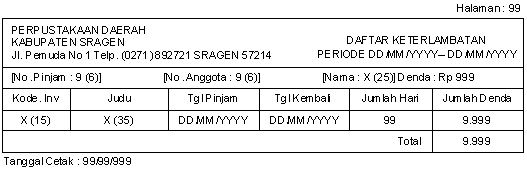 Halaman : 99
PERPUSTAKAAN DAERAH
KABUPATEN SRAGEN
Jl. Pemuda No 1 Telp. (0271) 892721 SRAGEN 57214
DAFTAR KETERLAMBATAN
PERIODE DD/MM/YYYY– DD/MM/YYYY
[No.Pinjam : 9 (6)] [No.Anggota : 9 (6)] [Nama : X (25)] Denda : Rp 999
Kode. Inv Judu Tgl Pinjam Tgl Kembali Jumlah Hari Jumlah Denda
X (15) X (35) DD/MM/YYYY DD/MM/YYYY 99 9.999
Total 9.999
Tanggal Cetak : 99/99/999